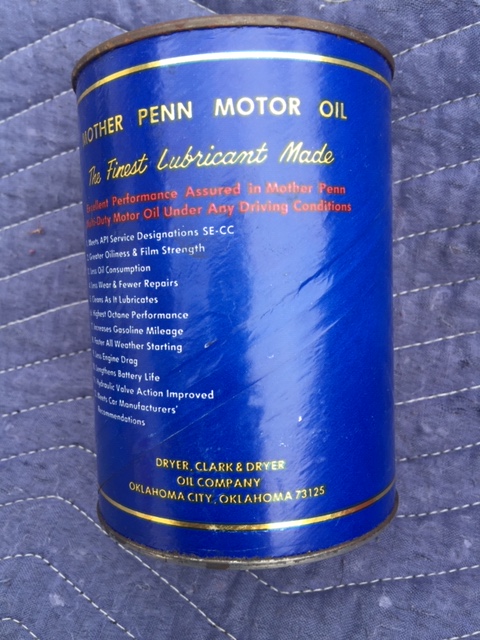 MOTHER PENN MOTOR OIL
The Finest Lubricant Made
Excellent Performance Assured in Mother Penn
Multi-Duty Motor Oil Under Any Driving Conditions
Meets API Service Designations SE-CC
Greater Oiliness & Film Strength
Less Oil Consumption
Less Wear & Fewer Repairs
Cleans As It Lubricates
Highest Octane Performance
Increases Gasoline Mileage
Faster All Weather Starting
Less Engine Drag
Lengthens Battery Life
Hydraulic Valve Action Improved
Meets Car Manufacturers'
Recommendations
DRYER, CLARK & DRYER
OIL COMPANY
OKLAHOMA CITY, OKLAHOMA 73125